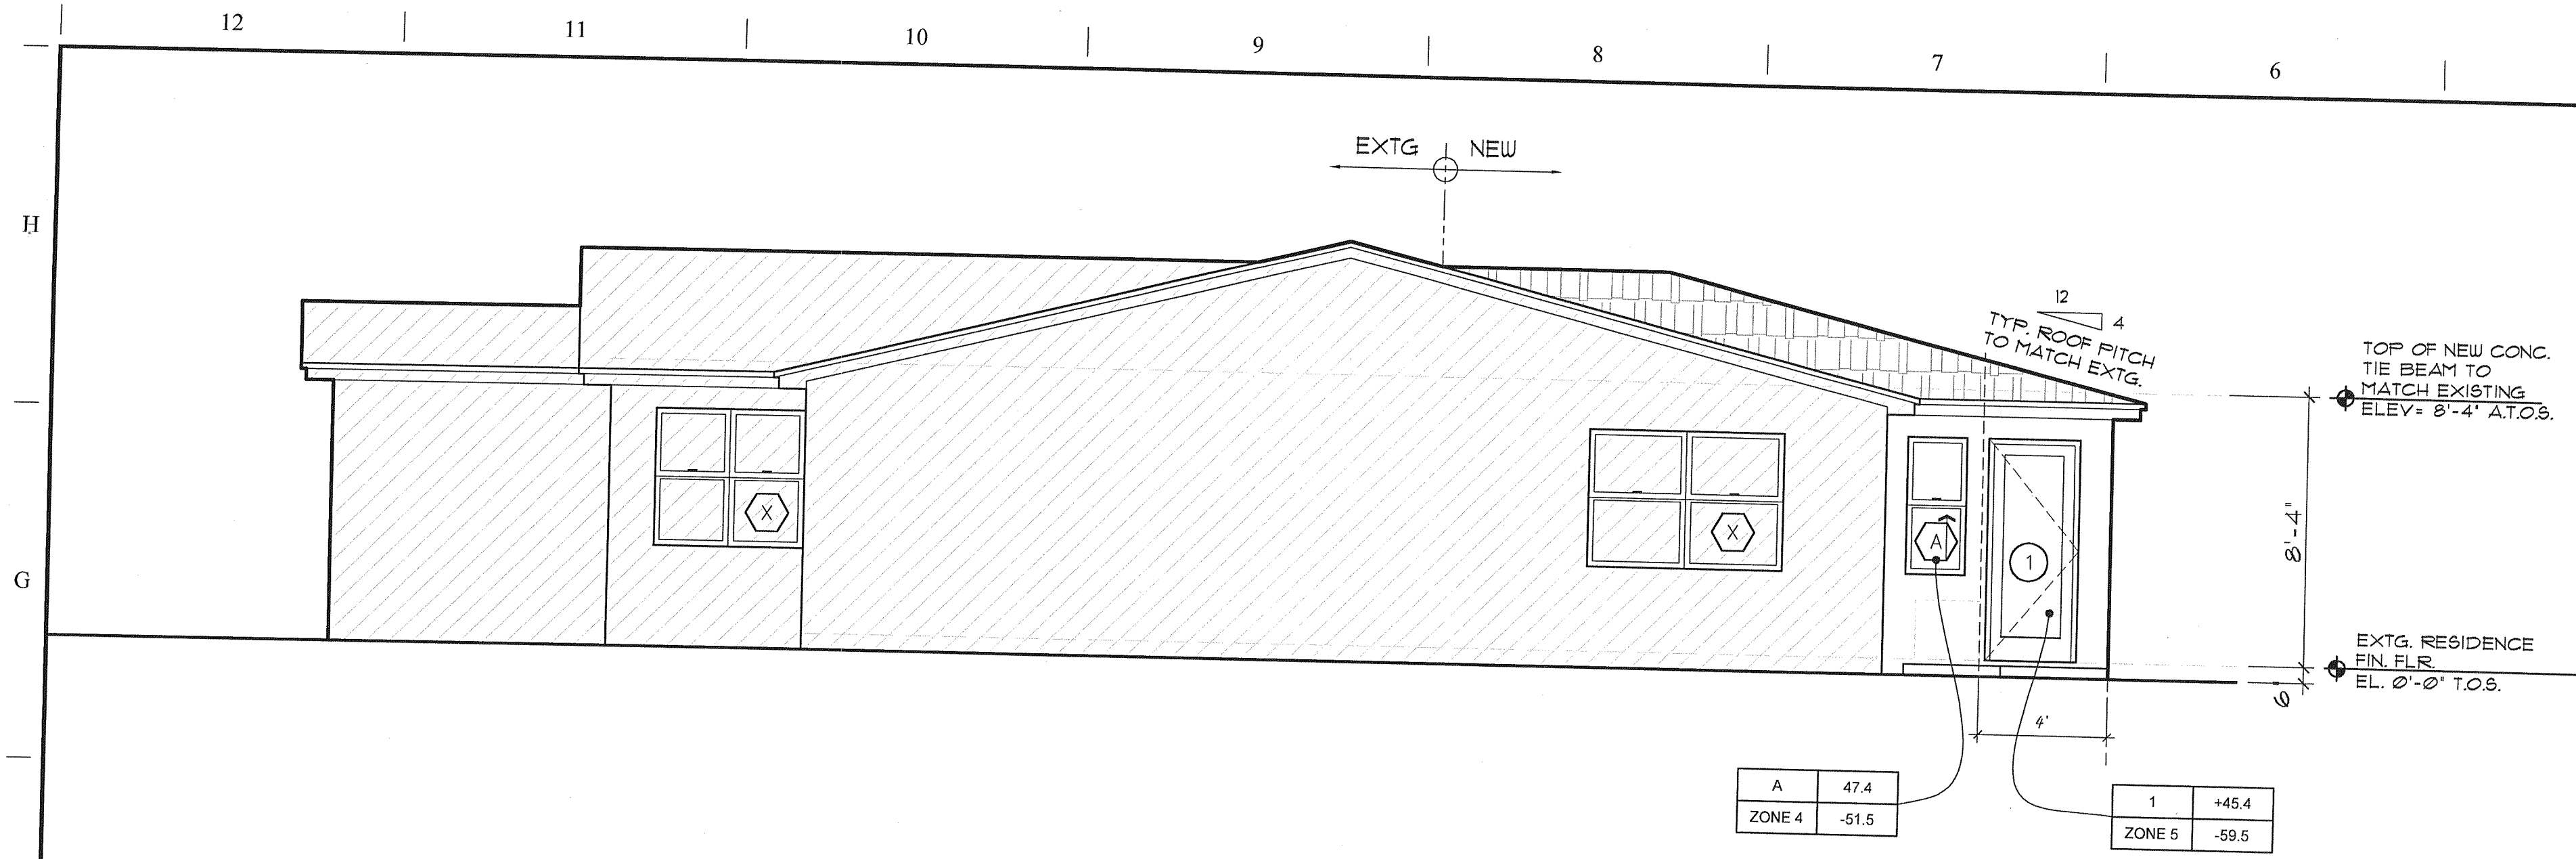 12
11
10
9
8
7
6
H
G
EXTG NEW
12
4
TYP. ROOF PITCH
TO MATCH EXTG.
TOP OF NEW CONC.
TIE BEAM TO
MATCH EXISTING
ELEV= 8'-4" A.T.O.S.
8'-4"
X
X
A
1
EXTG. RESIDENCE
FIN. FLR.
EL. Ø'-Ø" T.O.S.
6"
4'
A 47.4
ZONE 4 -51.5
1 +45.4
ZONE 5 -59.5